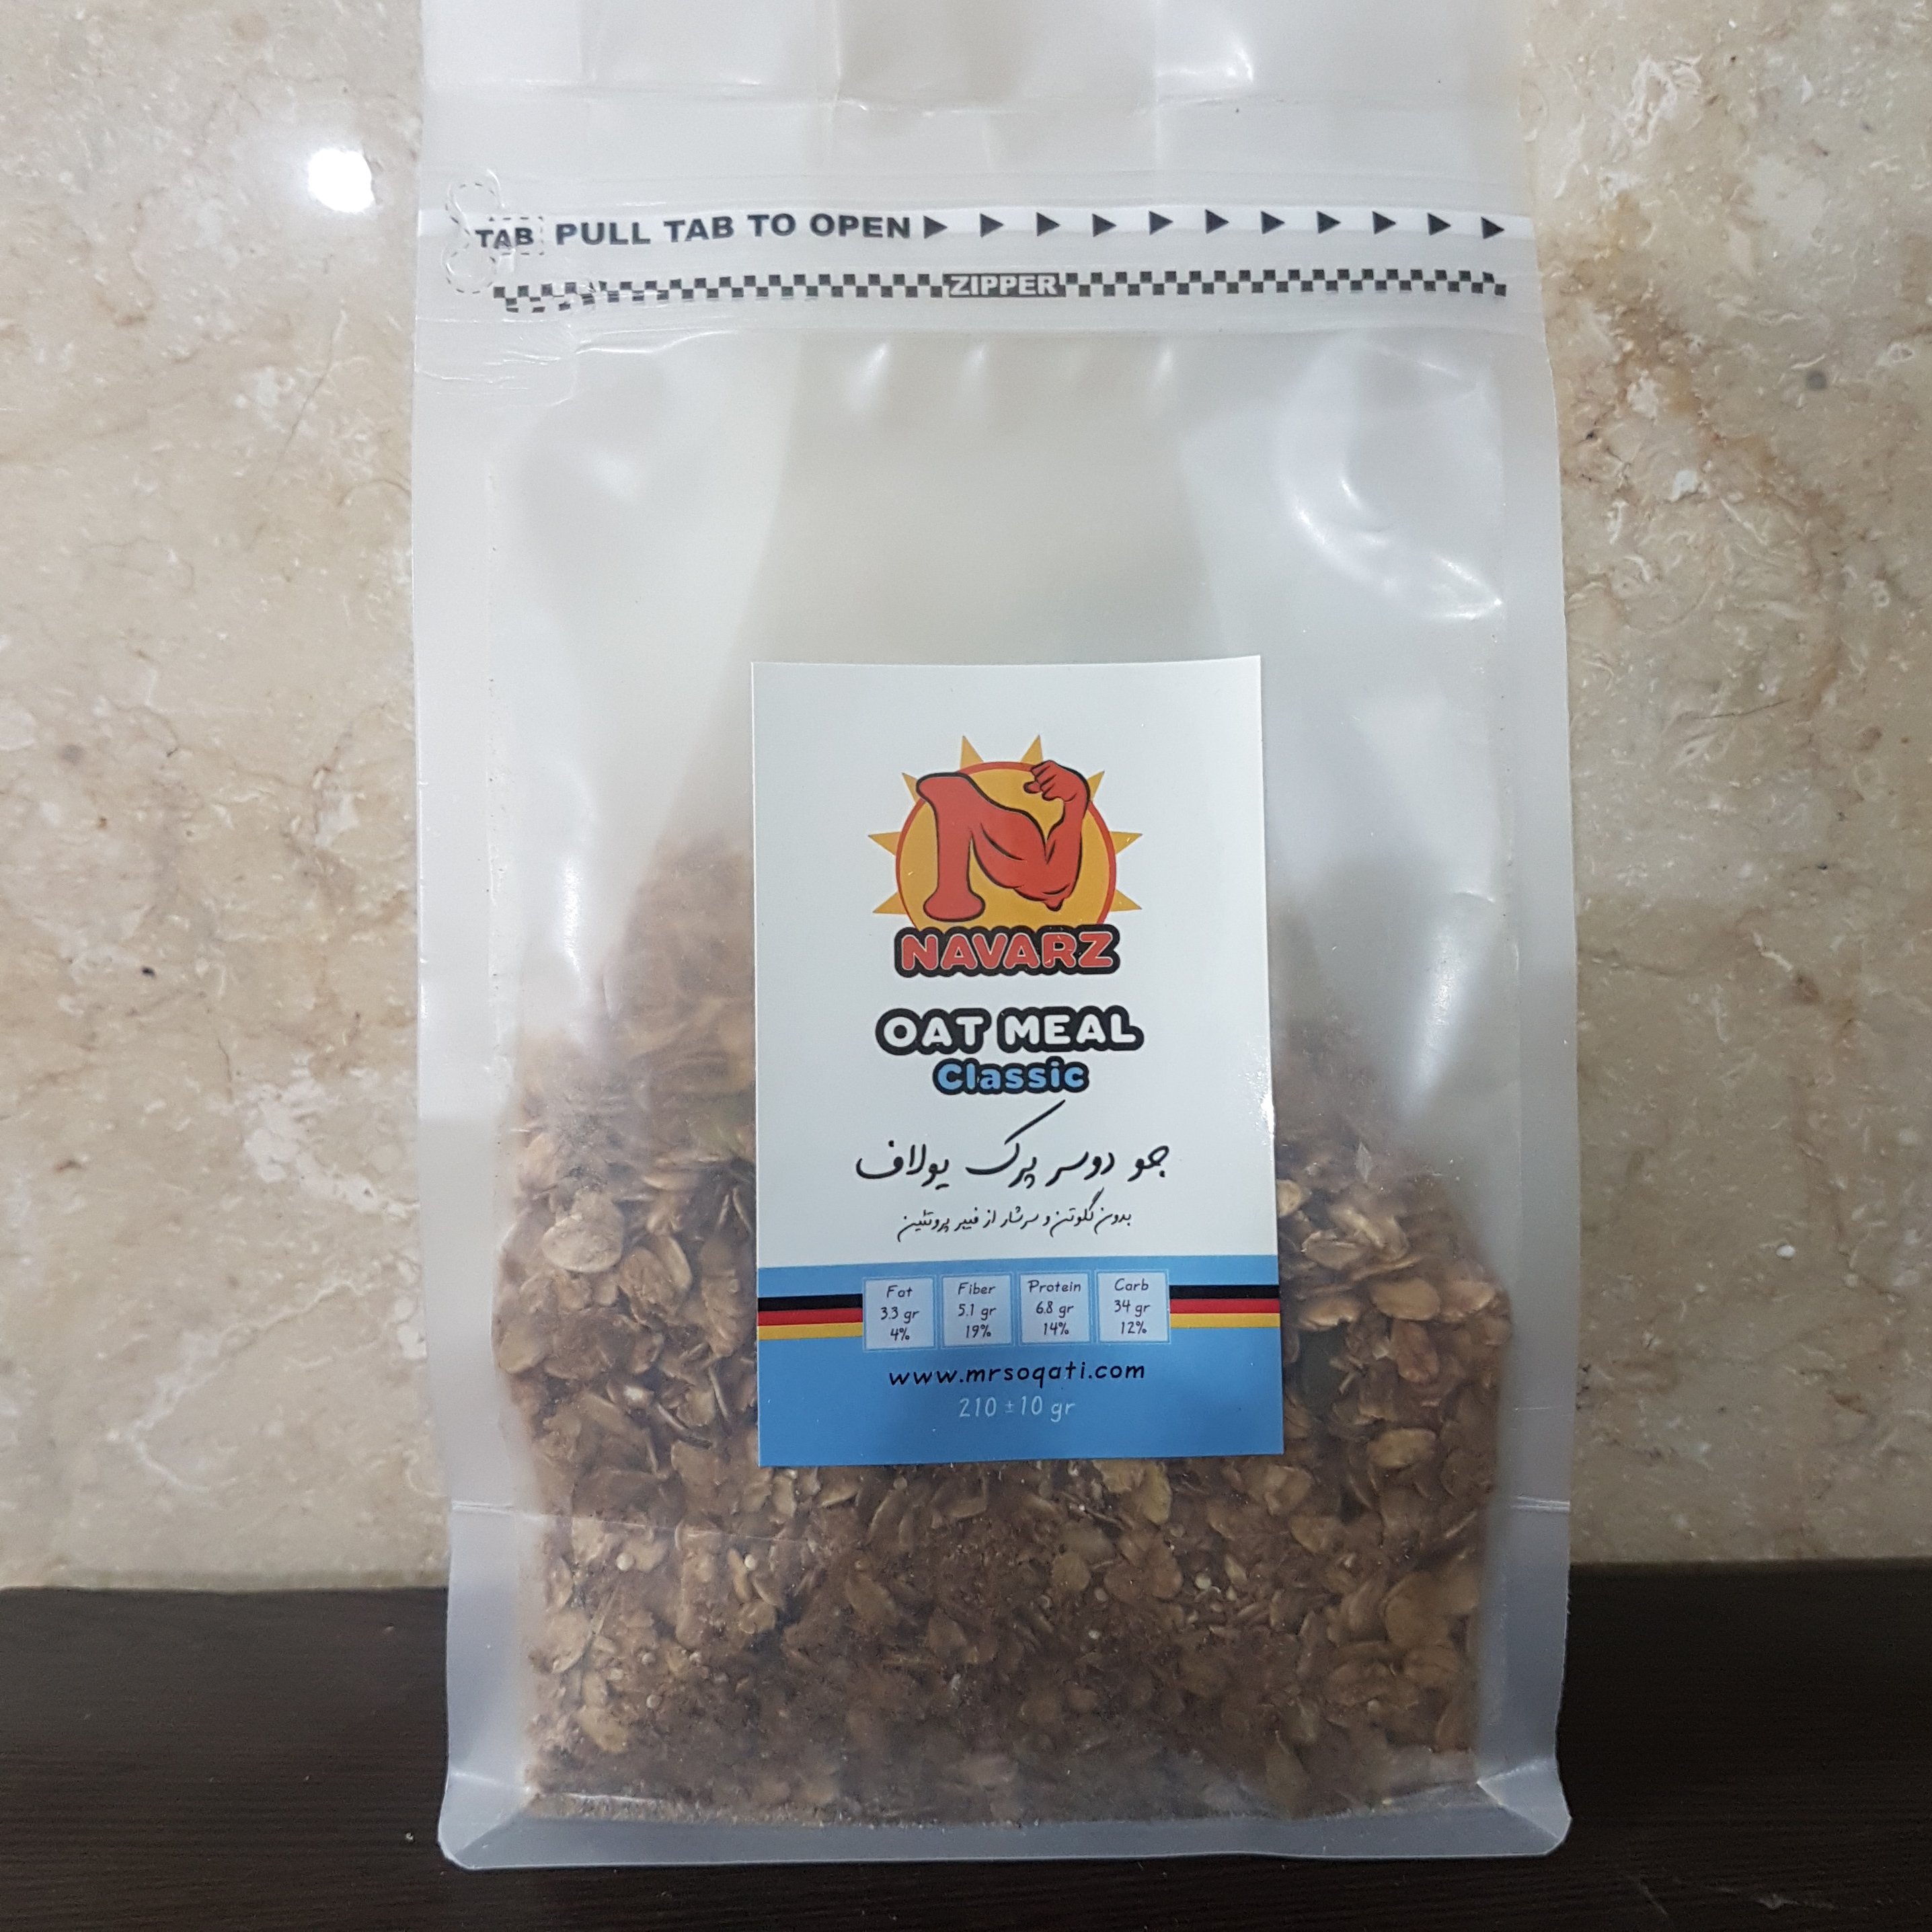 TAB PULL TAB TO OPEN
ZIPPER
NAVARZ
OAT MEAL
Classic
جو دوسر پرک یولاف
بدون گلوتن و سرشار از فیبر پروتئین
Fat Fiber Protein Carb
3.3 gr 5.1 gr 6.8 gr 34 gr
4% 19% 14% 12%
www.mrsoqati.com
210 ±10 gr